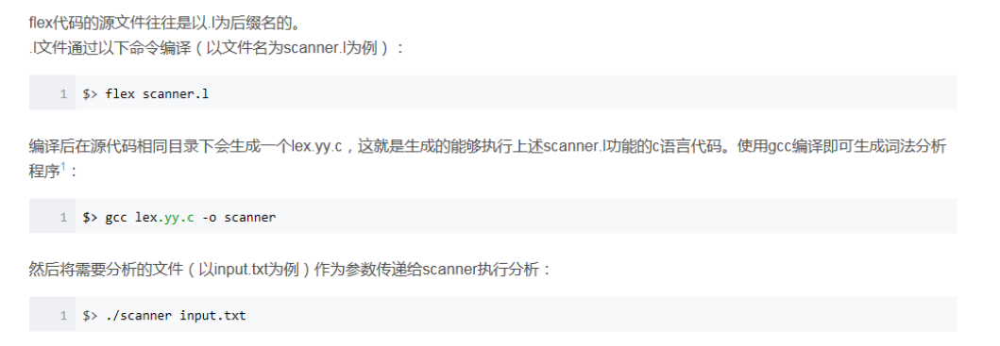 flex代码的源文件往往是以.l为后缀名的。
.l文件通过以下命令编译（以文件名为scanner.l为例）：
1 $> flex scanner.l
编译后在源代码相同目录下会生成一个lex.yy.c，这就是生成的能够执行上述scanner.l功能的c语言代码。使用gcc编译即可生成词法分析
程序1：
1 $> gcc lex.yy.c -o scanner
然后将需要分析的文件（以input.txt为例）作为参数传递给scanner执行分析：
1 $> ./scanner input.txt